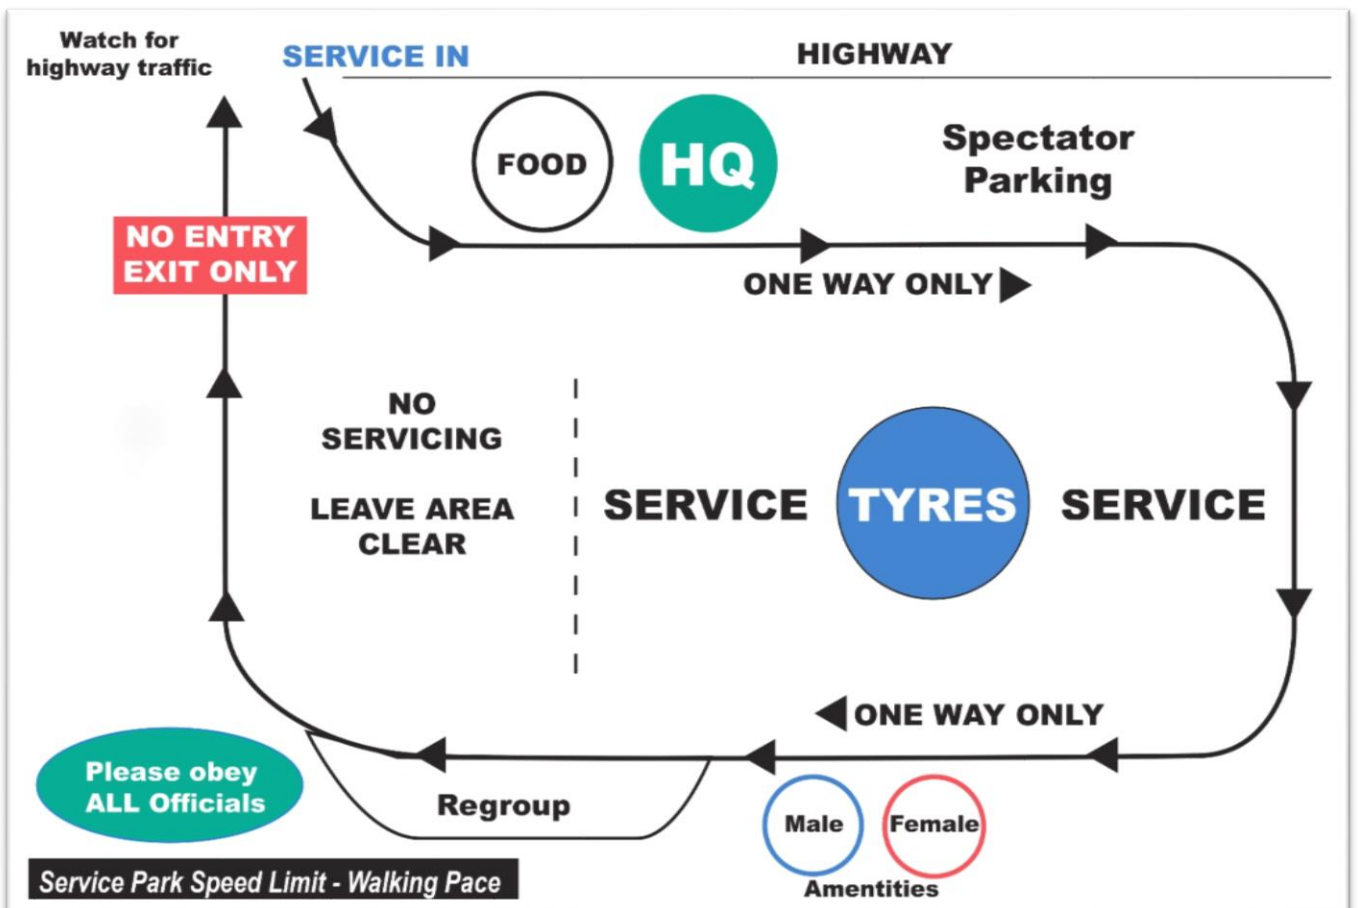 Watch for
highway traffic
SERVICE IN
HIGHWAY
FOOD
HQ
Spectator
Parking
NO ENTRY
EXIT ONLY
ONE WAY ONLY
NO
SERVICING
LEAVE AREA
CLEAR
SERVICE
TYRES
SERVICE
ONE WAY ONLY
Please obey
ALL Officials
Regroup
Male
Female
Amentities
Service Park Speed Limit - Walking Pace